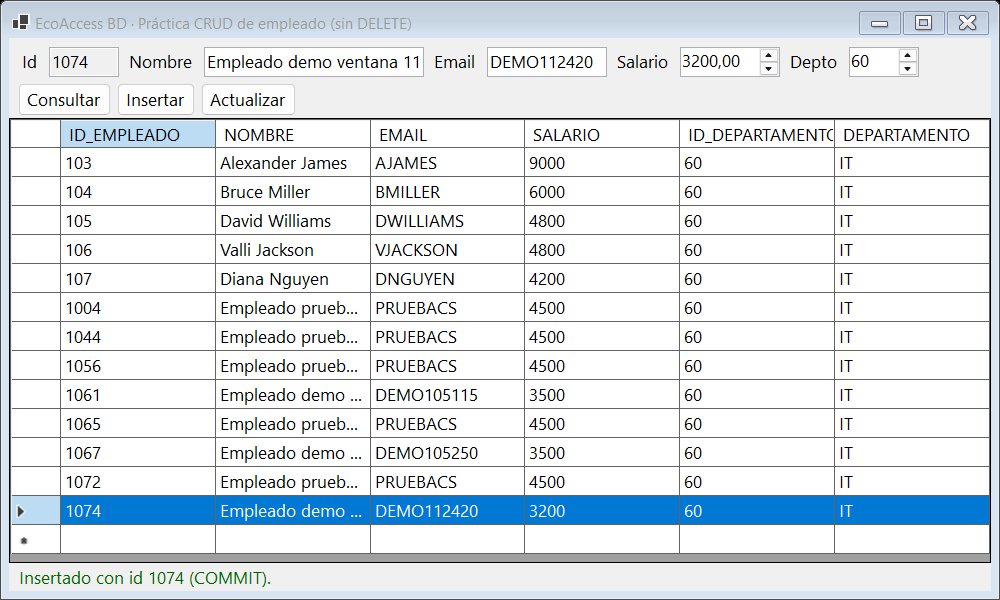 EcoAccess BD · Práctica CRUD de empleado (sin DELETE)
Id 1074 Nombre Empleado demo ventana 11 Email DEMO112420 Salario 3200,00 Depto 60
Consultar Insertar Actualizar
ID_EMPLEADO NOMBRE EMAIL SALARIO ID_DEPARTAMENTO DEPARTAMENTO
103 Alexander James AJAMES 9000 60 IT
104 Bruce Miller BMILLER 6000 60 IT
105 David Williams DWILLIAMS 4800 60 IT
106 Valli Jackson VJACKSON 4800 60 IT
107 Diana Nguyen DNGUYEN 4200 60 IT
1004 Empleado prueb... PRUEBACS 4500 60 IT
1044 Empleado prueb... PRUEBACS 4500 60 IT
1056 Empleado prueb... PRUEBACS 4500 60 IT
1061 Empleado demo ... DEMO105115 3500 60 IT
1065 Empleado prueb... PRUEBACS 4500 60 IT
1067 Empleado demo ... DEMO105250 3500 60 IT
1072 Empleado prueb... PRUEBACS 4500 60 IT
1074 Empleado demo ... DEMO112420 3200 60 IT
Insertado con id 1074 (COMMIT).